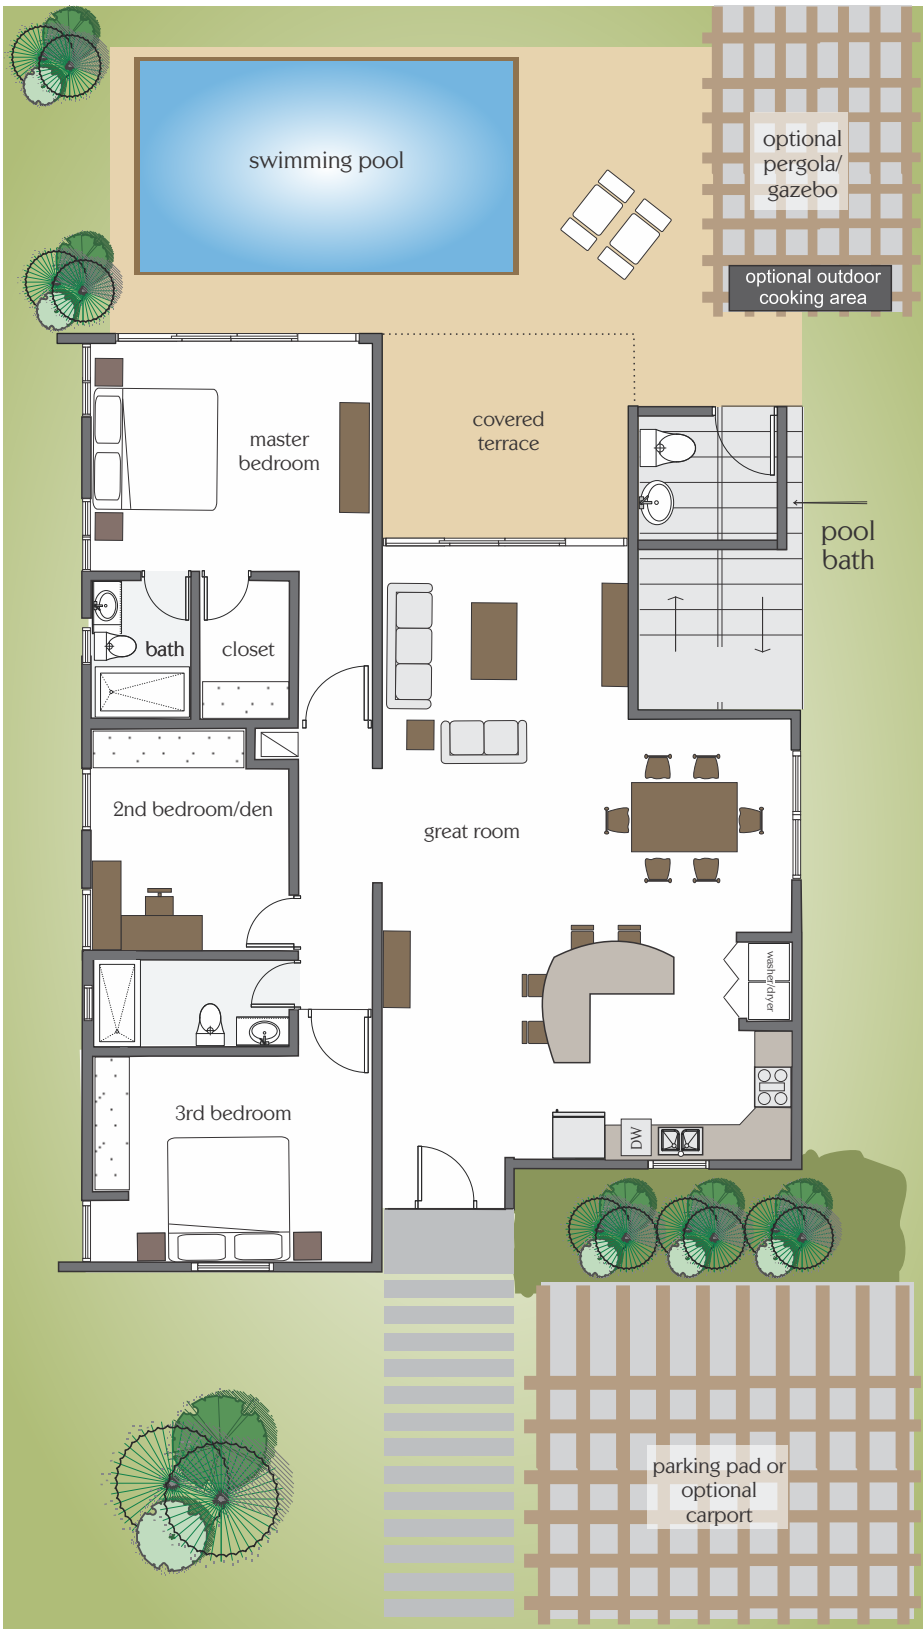 swimming pool
optional
pergola/
gazebo
optional outdoor
cooking area
covered
terrace
master
bedroom
pool
bath
bath
closet
2nd bedroom/den
great room
washer/dryer
3rd bedroom
DW
parking pad or
optional
carport